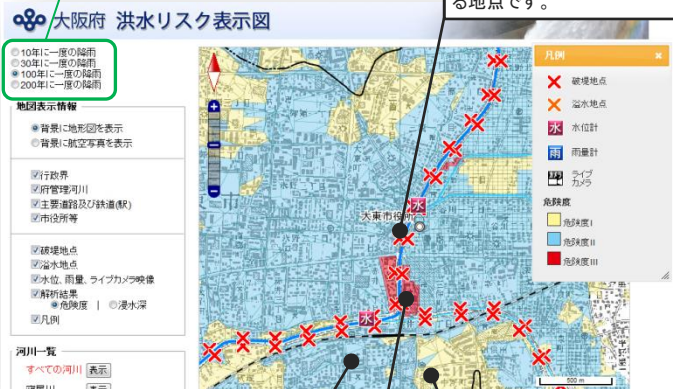 る地点です。
大阪府 洪水リスク表示図
10年に一度の降雨
30年に一度の降雨
100年に一度の降雨
200年に一度の降雨
地図表示情報
背景に地形図を表示
背景に航空写真を表示
行政界
府管理河川
主要道路及び鉄道(駅)
市役所等
破堤地点
溢水地点
水位、雨量、ライブカメラ映像
解析結果
危険度 | 浸水深
凡例
河川一覧
すべての河川 表示
寝屋川 表示
凡例
破堤地点
溢水地点
水 水位計
雨 雨量計
ライブ
カメラ
危険度
危険度I
危険度II
危険度III
水
大東市役所
水
500 m